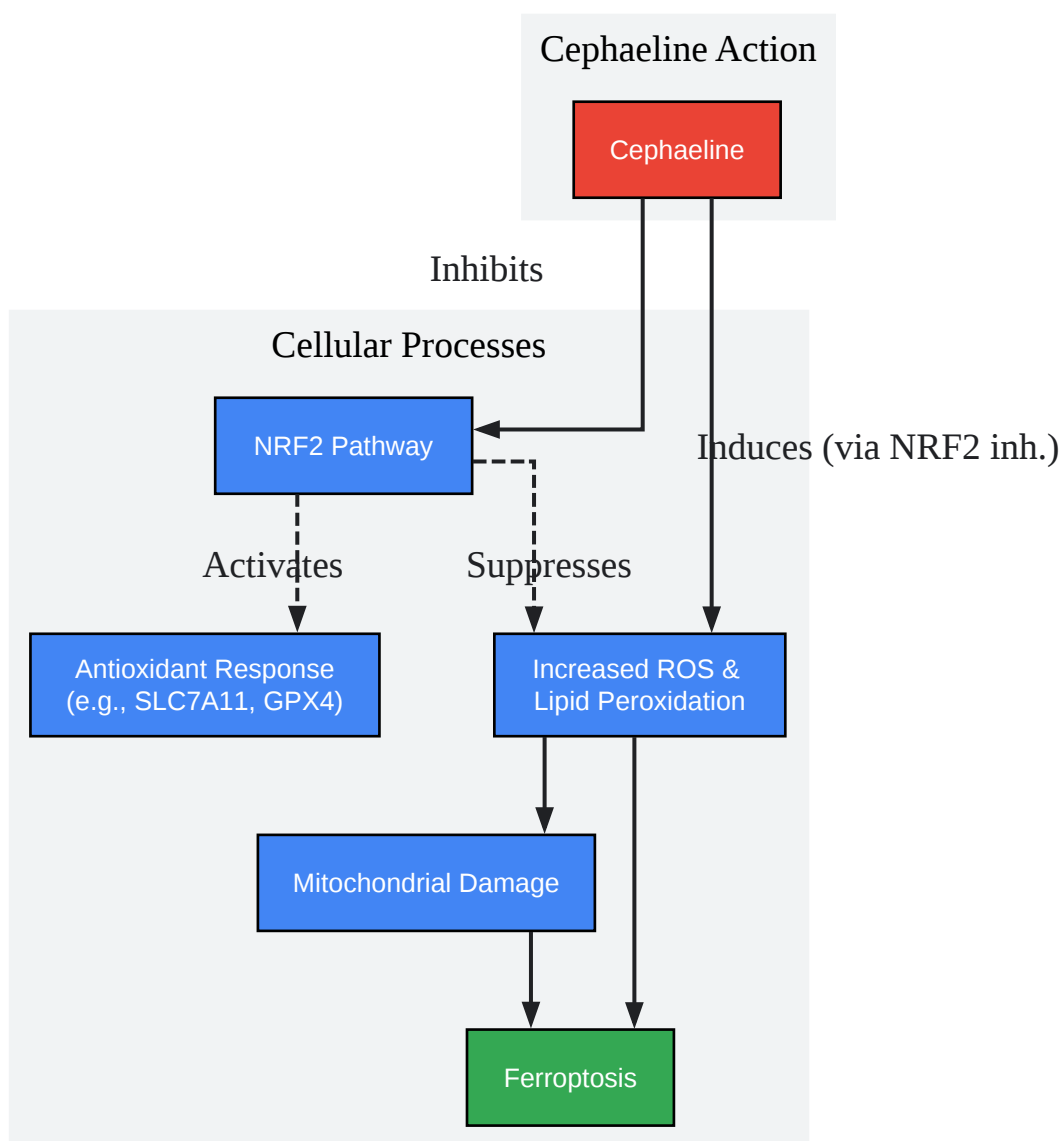 Cephaeline Action
Cephaeline
Inhibits
Cellular Processes
NRF2 Pathway
Induces (via NRF2 inh.)
Activates
Suppresses
Antioxidant Response
(e.g., SLC7A11, GPX4)
Increased ROS &
Lipid Peroxidation
Mitochondrial Damage
Ferroptosis